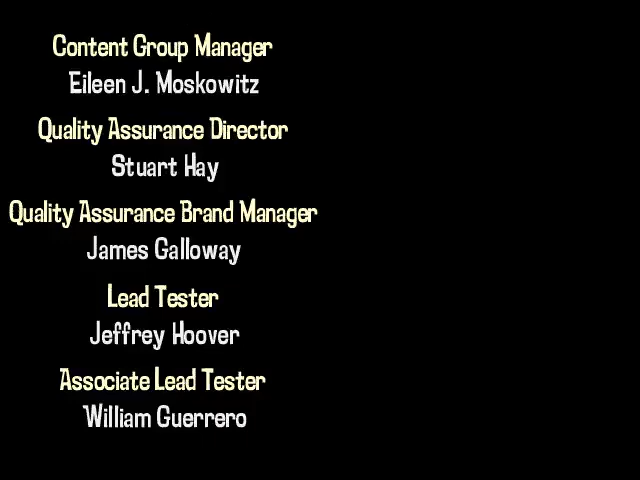 Content Group Manager
Eileen J. Moskowitz
Quality Assurance Director
Stuart Hay
Quality Assurance Brand Manager
James Galloway
Lead Tester
Jeffrey Hoover
Associate Lead Tester
William Guerrero